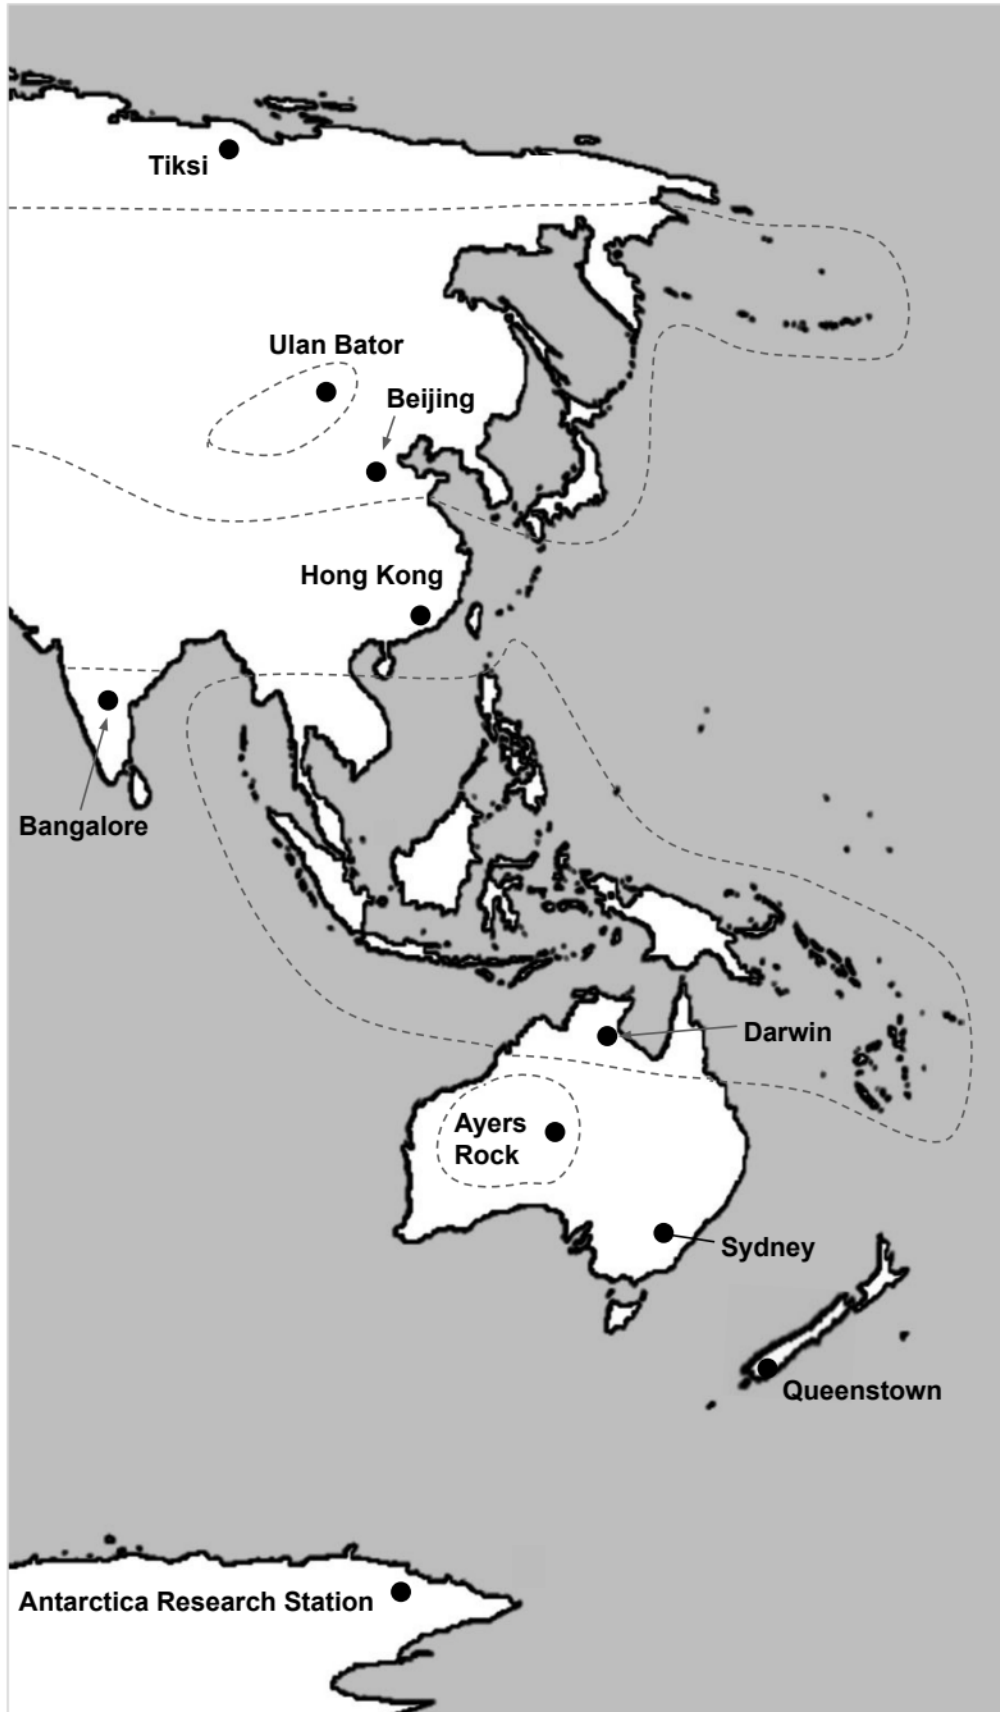 Tiksi
Ulan Bator
Beijing
Hong Kong
Bangalore
Darwin
Ayers
Rock
Sydney
Queenstown
Antarctica Research Station